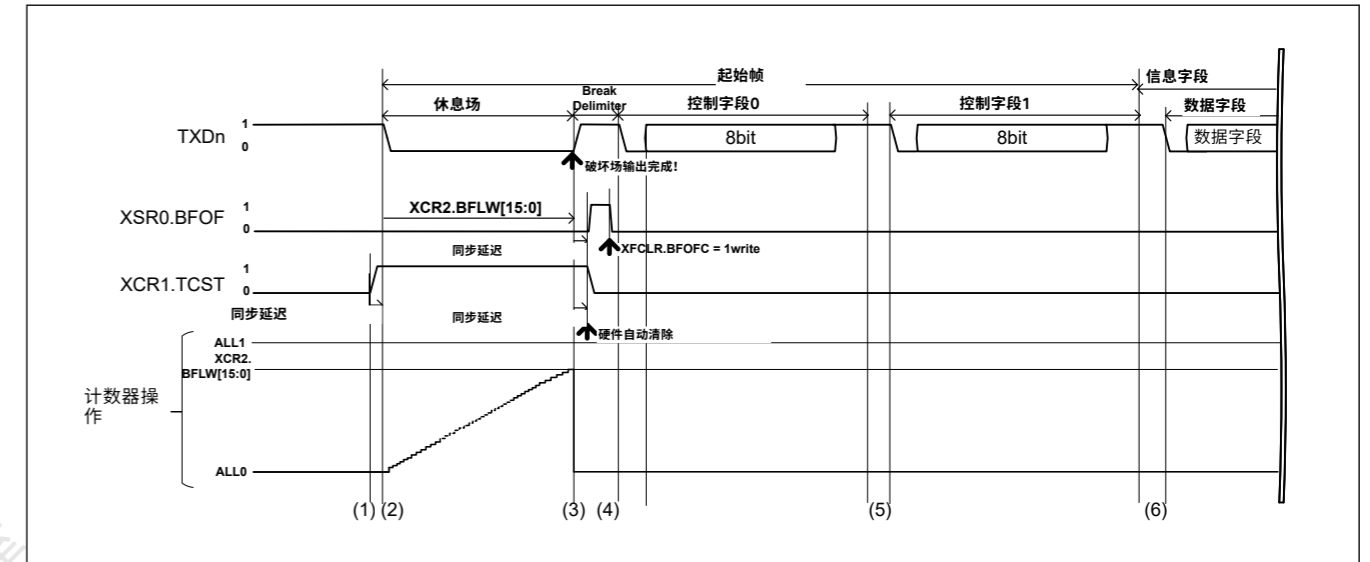 起始帧
信息字段
休息场
Break
Delimiter
控制字段0
控制字段1
数据字段
TXDn
1
0
8bit
8bit
数据字段
破坏场输出完成!
XSR0.BFOF
1
0
XCR2.BFLW[15:0]
XFCLR.BFOFC = 1write
同步延迟
XCR1.TCST
1
0
同步延迟
同步延迟
硬件自动清除
ALL1
XCR2.
BFLW[15:0]
计数器操
作
ALL0
(1) (2) (3) (4) (5) (6)